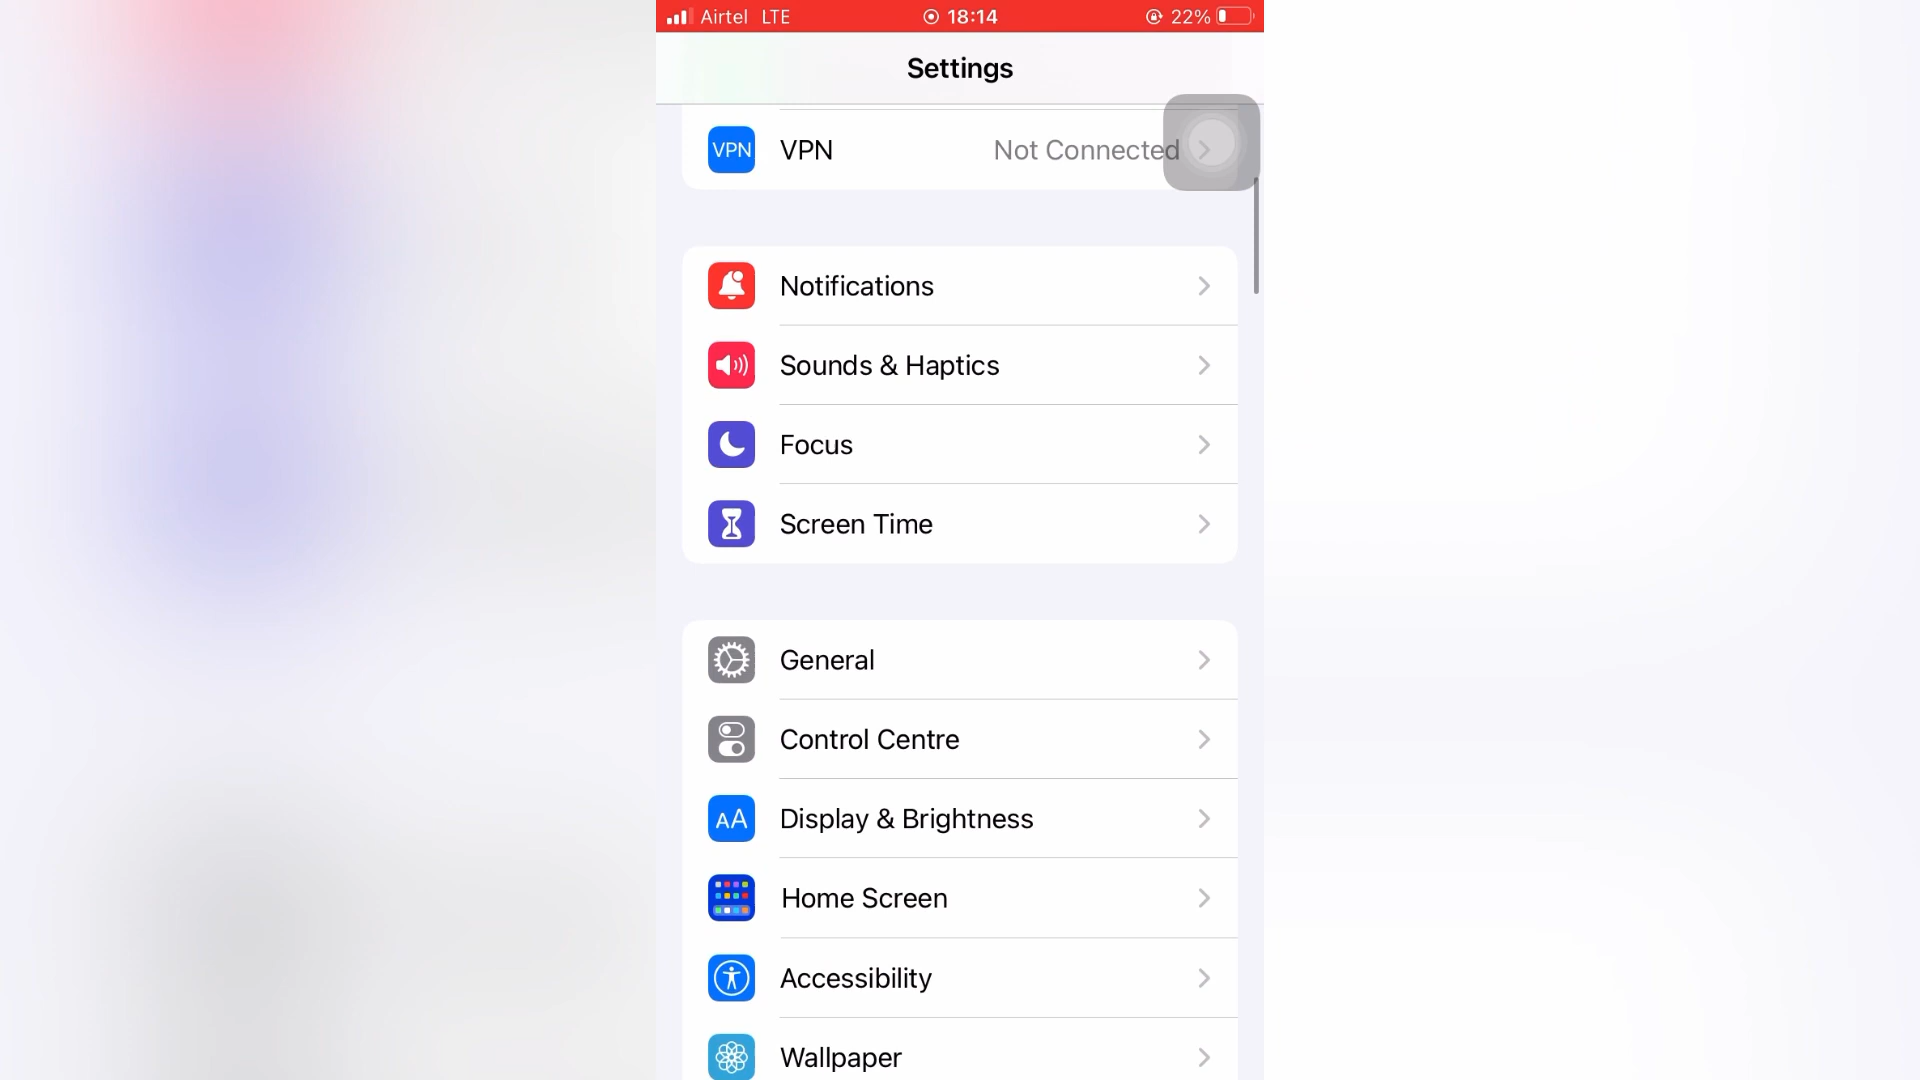 Airtel LTE 18:14 22%
Settings
VPN VPN Not Connected
Notifications
Sounds & Haptics
Focus
Screen Time
General
Control Centre
AA Display & Brightness
Home Screen
Accessibility
Wallpaper